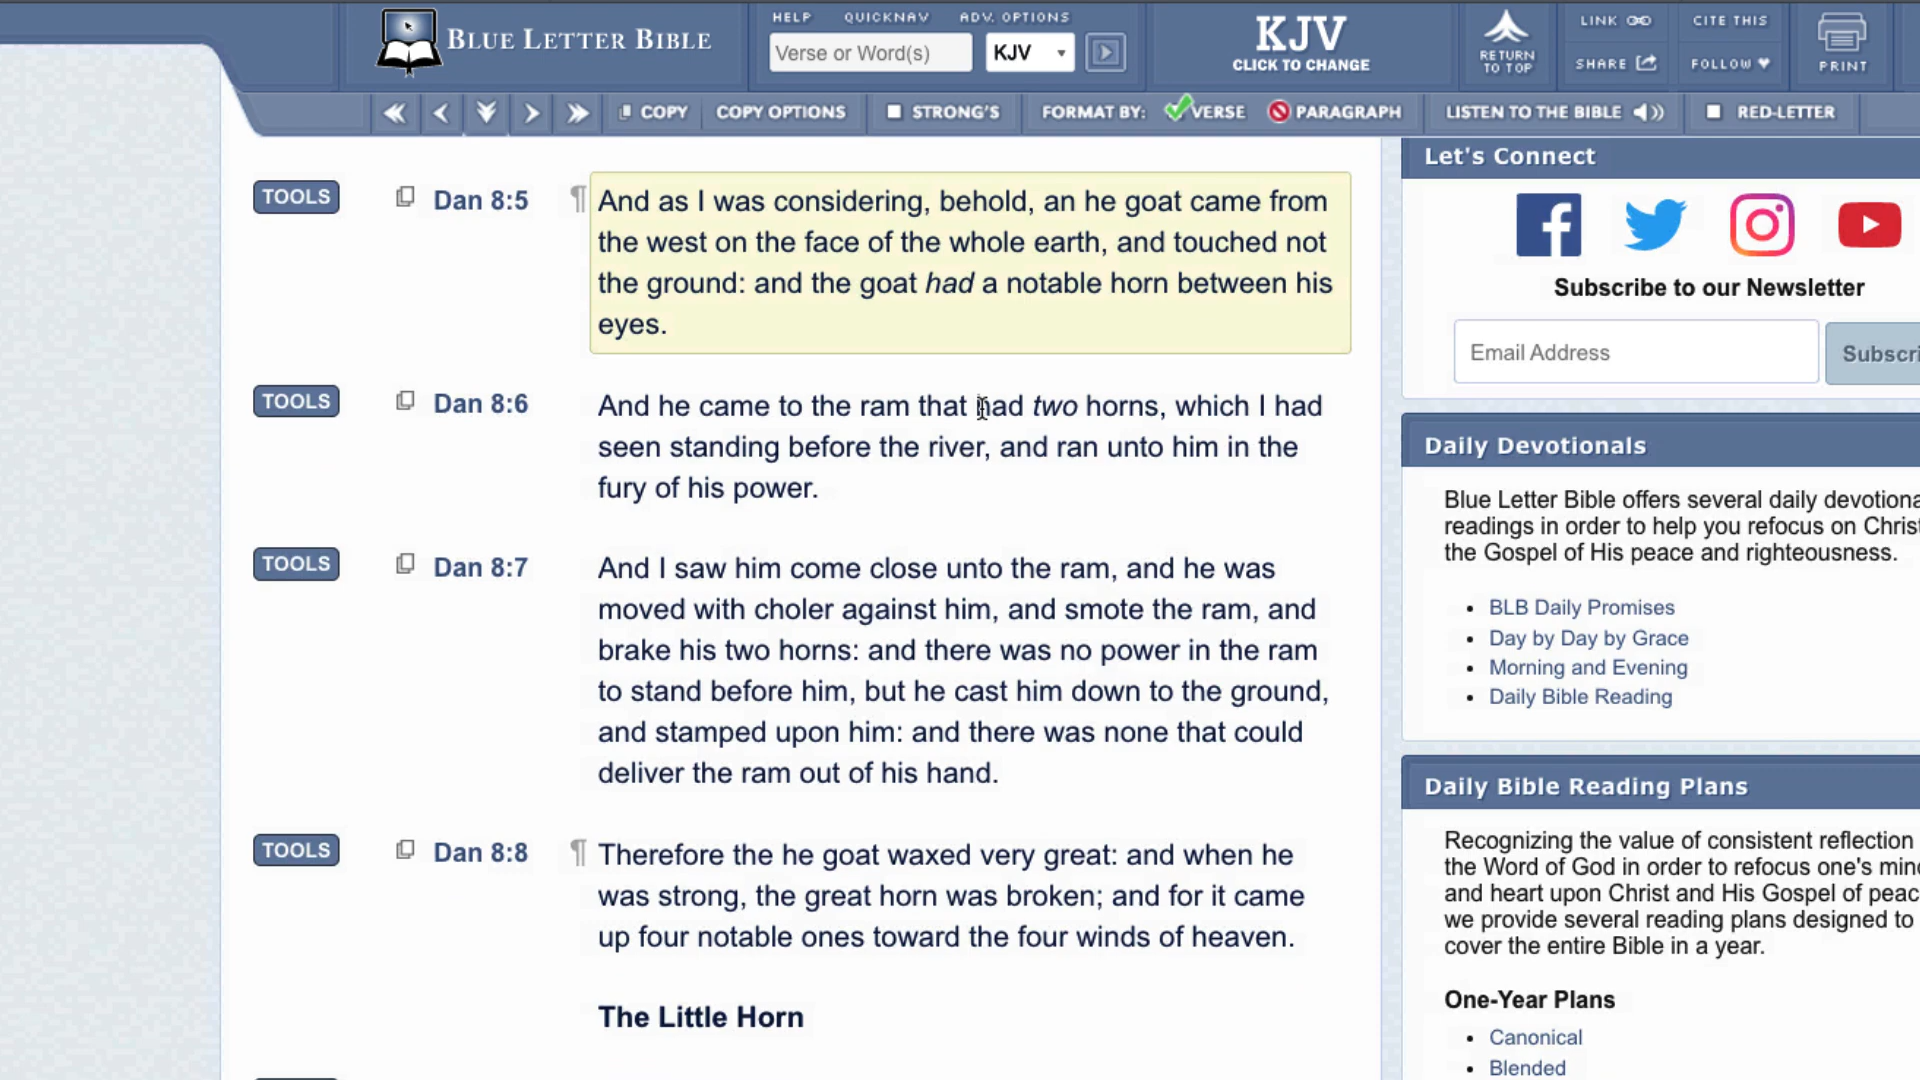 BLUE LETTER BIBLE
HELP QUICKNAV ADV. OPTIONS
Verse or Word(s)
KJV
KJV
CLICK TO CHANGE
RETURN
TO TOP
LINK
SHARE
CITE THIS
FOLLOW
PRINT
COPY COPY OPTIONS STRONG'S FORMAT BY: VERSE PARAGRAPH LISTEN TO THE BIBLE RED-LETTER
TOOLS Dan 8:5 ¶ And as I was considering, behold, an he goat came from
the west on the face of the whole earth, and touched not
the ground: and the goat had a notable horn between his
eyes.
TOOLS Dan 8:6 And he came to the ram that had two horns, which I had
seen standing before the river, and ran unto him in the
fury of his power.
TOOLS Dan 8:7 And I saw him come close unto the ram, and he was
moved with choler against him, and smote the ram, and
brake his two horns: and there was no power in the ram
to stand before him, but he cast him down to the ground,
and stamped upon him: and there was none that could
deliver the ram out of his hand.
TOOLS Dan 8:8 ¶ Therefore the he goat waxed very great: and when he
was strong, the great horn was broken; and for it came
up four notable ones toward the four winds of heaven.
The Little Horn
Let's Connect
Subscribe to our Newsletter
Email Address
Subscri
Daily Devotionals
Blue Letter Bible offers several daily devotiona
readings in order to help you refocus on Christ
the Gospel of His peace and righteousness.
• BLB Daily Promises
• Day by Day by Grace
• Morning and Evening
• Daily Bible Reading
Daily Bible Reading Plans
Recognizing the value of consistent reflection
the Word of God in order to refocus one's mind
and heart upon Christ and His Gospel of peac
we provide several reading plans designed to
cover the entire Bible in a year.
One-Year Plans
• Canonical
• Blended